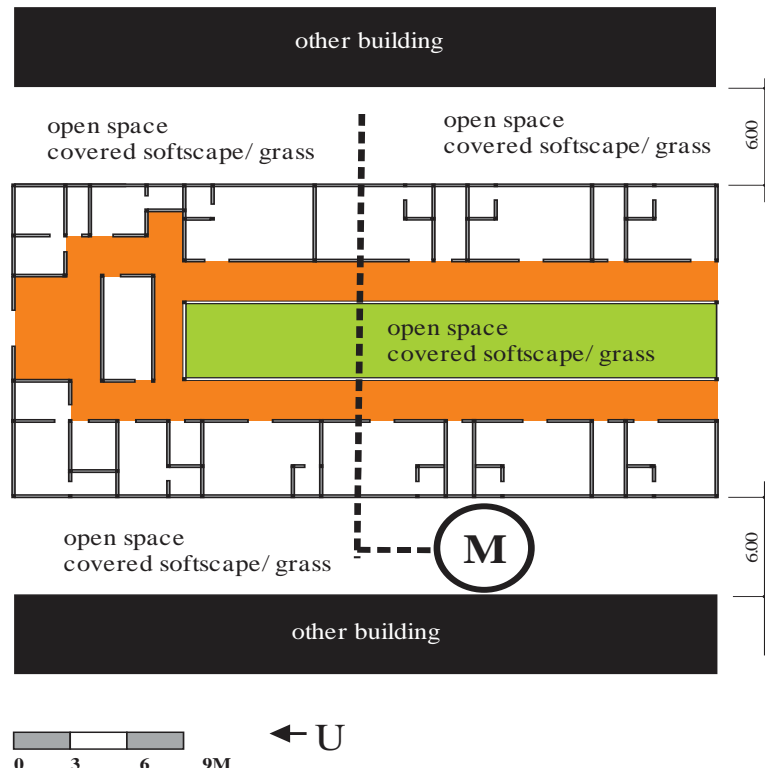 other building
open space
covered softscape/ grass
open space
covered softscape/ grass
6.00
open space
covered softscape/ grass
open space
covered softscape/ grass
M
6.00
other building
U
0 3 6 9M